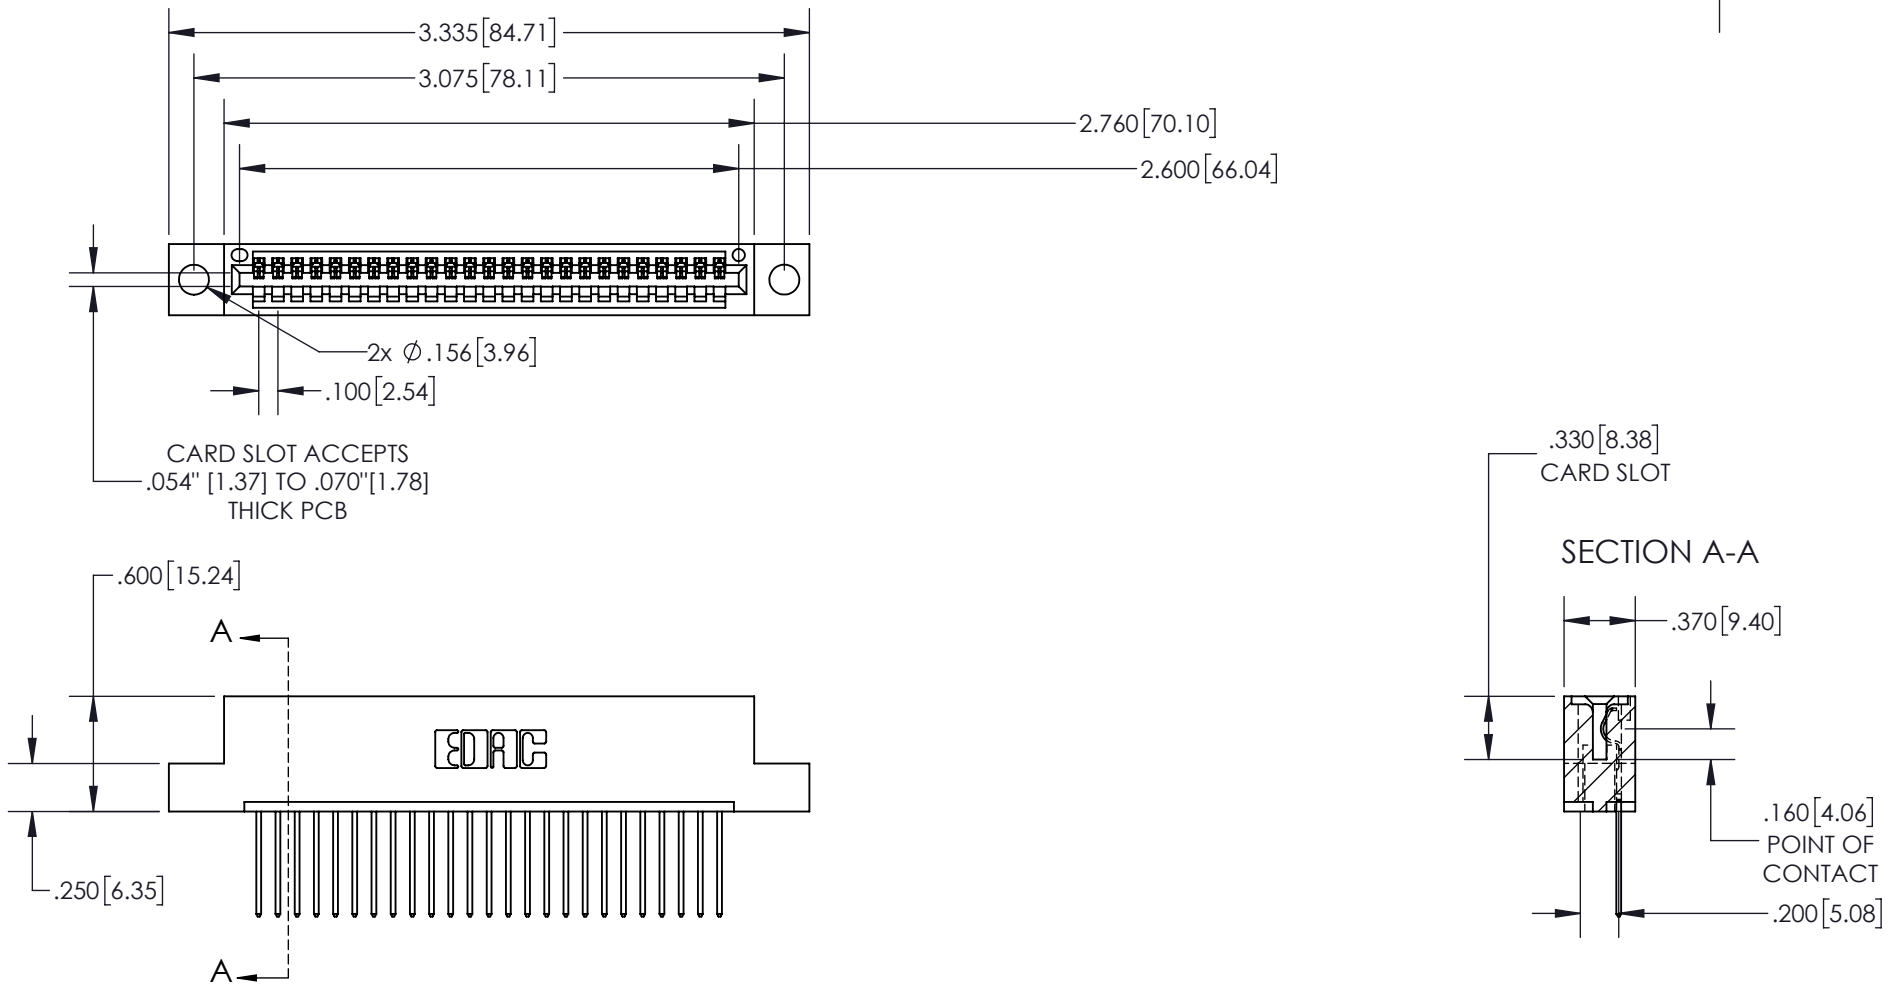 3.335[84.71]
3.075[78.11]
2.760[70.10]
2.600[66.04]
2x ∅.156[3.96]
.100[2.54]
CARD SLOT ACCEPTS
.054" [1.37] TO .070"[1.78]
THICK PCB
.330[8.38]
CARD SLOT
SECTION A-A
.600[15.24]
.370[9.40]
A
EDAC
.160[4.06]
POINT OF
CONTACT
.250[6.35]
.200[5.08]
A